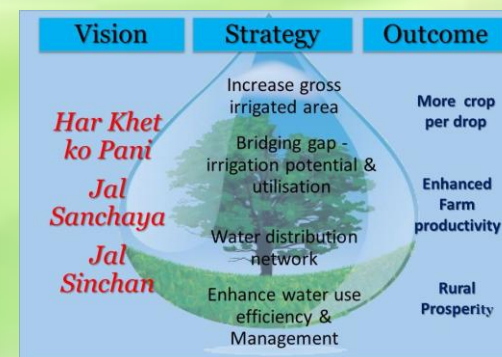 Vision
Strategy
Outcome
Har Khet
ko Pani
Jal
Sanchaya
Jal
Sinchan
Increase gross
irrigated area
Bridging gap -
irrigation potential &
utilisation
Water distribution
network
Enhance water use
efficiency &
Management
More crop
per drop
Enhanced
Farm
productivity
Rural
Prosperity